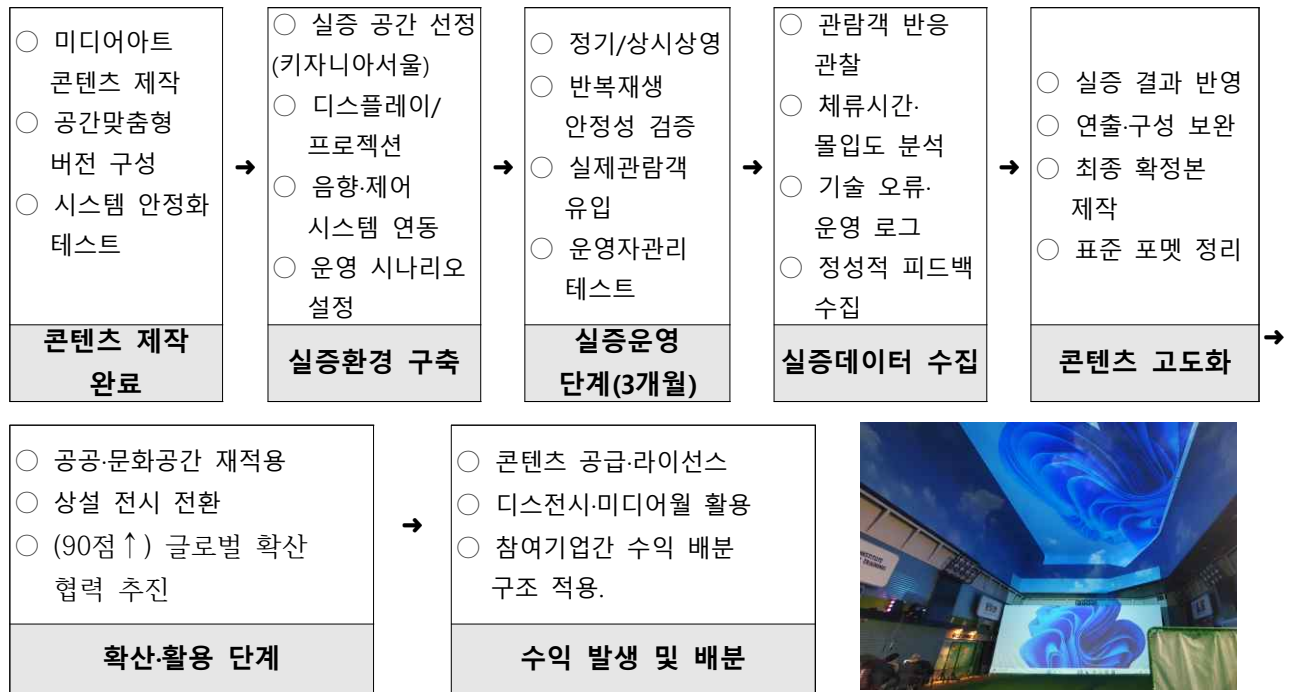 ○ 미디어아트
콘텐츠 제작
○ 공간맞춤형
버전 구성
○ 시스템 안정화
테스트
콘텐츠 제작
완료
➜
○ 실증 공간 선정
(키자니아서울)
○ 디스플레이/
프로젝션
○ 음향·제어
시스템 연동
○ 운영 시나리오
설정
실증환경 구축
➜
○ 정기/상시상영
○ 반복재생
안정성 검증
○ 실제관람객
유입
○ 운영자관리
테스트
실증운영
단계(3개월)
➜
○ 관람객 반응
관찰
○ 체류시간·
몰입도 분석
○ 기술 오류·
운영 로그
○ 정성적 피드백
수집
실증데이터 수집
➜
○ 실증 결과 반영
○ 연출·구성 보완
○ 최종 확정본
제작
○ 표준 포멧 정리
콘텐츠 고도화
➜
○ 공공·문화공간 재적용
○ 상설 전시 전환
○ (90점↑) 글로벌 확산
협력 추진
확산·활용 단계
➜
○ 콘텐츠 공급·라이선스
○ 디스전시·미디어월 활용
○ 참여기업간 수익 배분
구조 적용.
수익 발생 및 배분